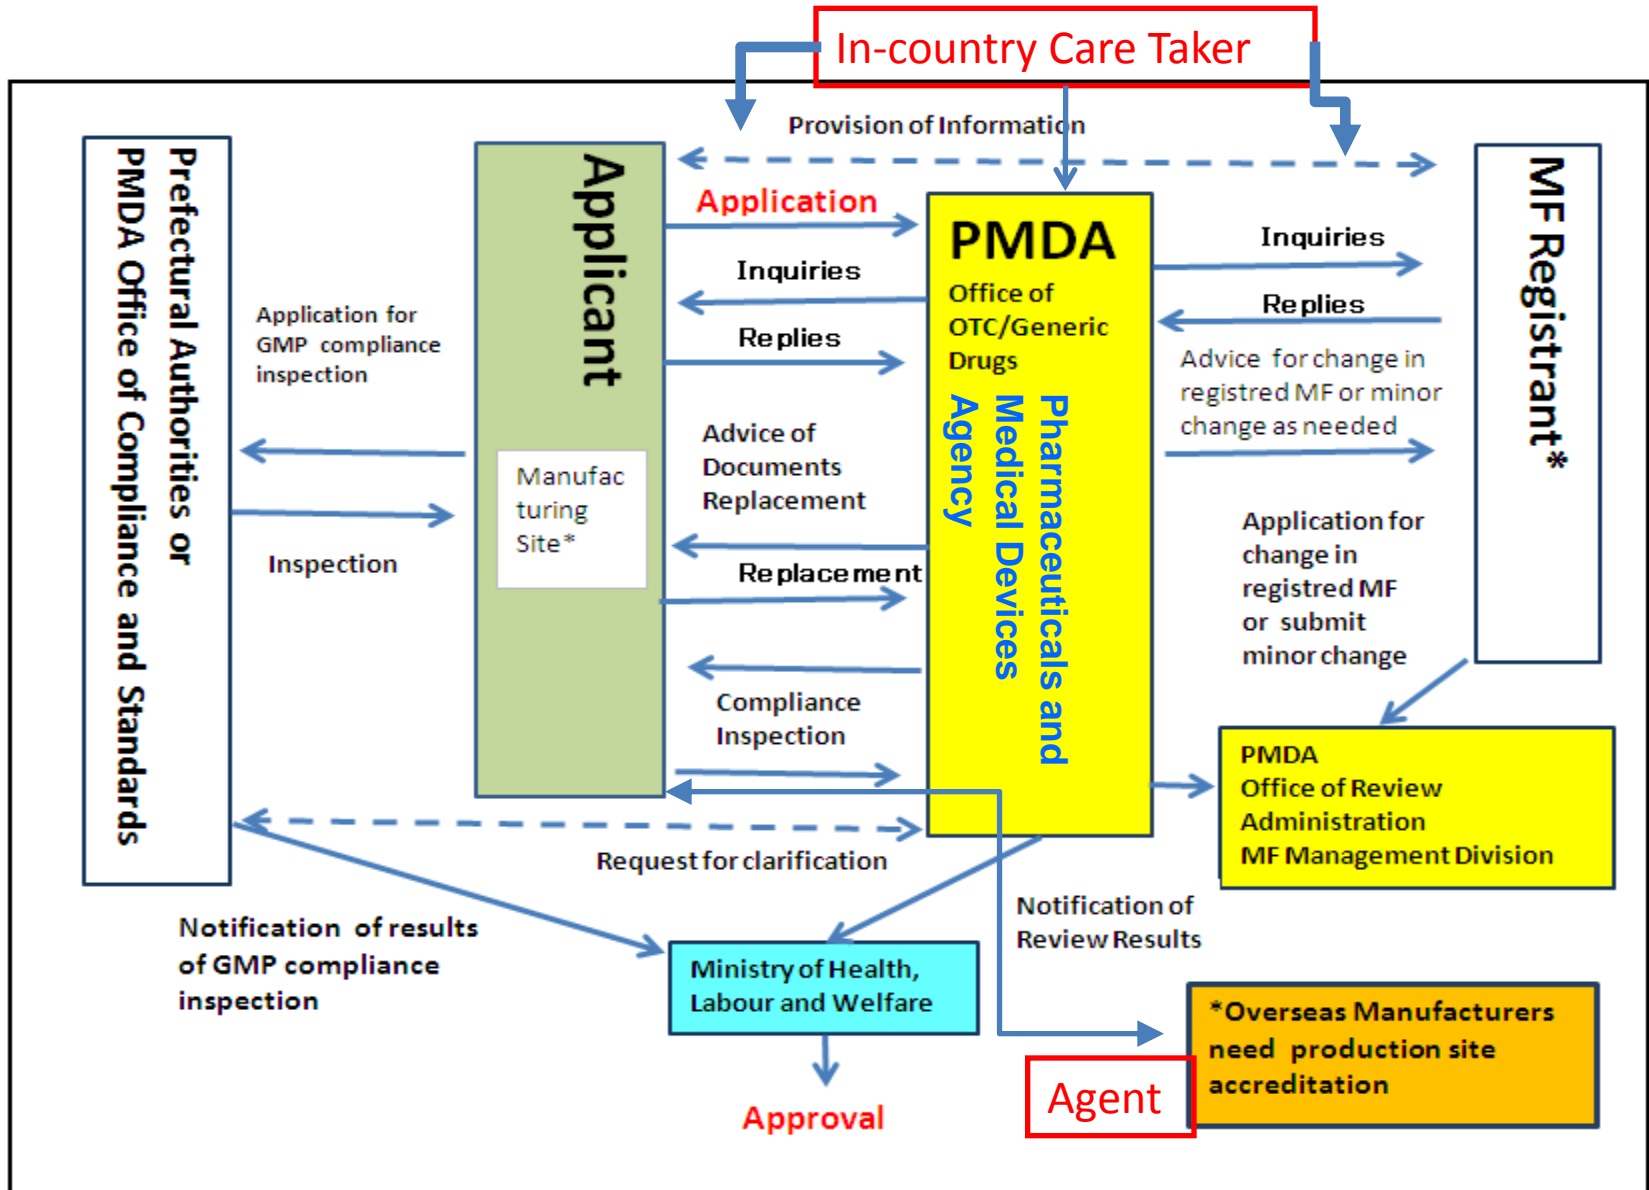 In-country Care Taker
Provision of Information
Prefectural Authorities or
PMDA Office of Compliance and Standards
Application for
GMP compliance
inspection
Inspection
Applicant
Manufac
turing
Site*
Application
Inquiries
Replies
Advice of
Documents
Replacement
Replacement
Compliance
Inspection
Request for clarification
PMDA
Office of
OTC/Generic
Drugs
Pharmaceuticals and
Medical Devices
Agency
Inquiries
Replies
Advice for change in
registred MF or minor
change as needed
MF Registrant*
Application for
change in
registred MF
or submit
minor change
PMDA
Office of Review
Administration
MF Management Division
Notification of results
of GMP compliance
inspection
Notification of
Review Results
Ministry of Health,
Labour and Welfare
Approval
*Overseas Manufacturers
need production site
accreditation
Agent